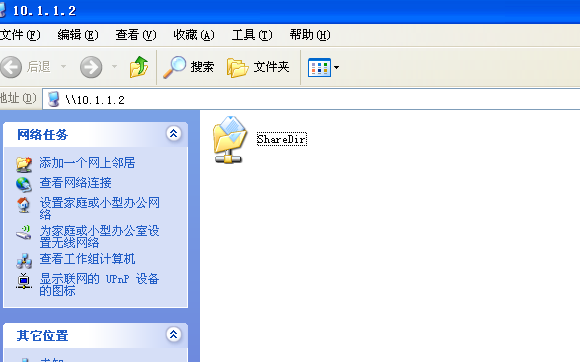 10.1.1.2
文件(F) 编辑(E) 查看(V) 收藏(A) 工具(T) 帮助(H)
后退 搜索 文件夹
地址(D) \\10.1.1.2
网络任务
添加一个网上邻居
查看网络连接
设置家庭或小型办公网
络
为家庭或小型办公室设
置无线网络
查看工作组计算机
显示联网的 UPnP 设备
的图标
其它位置
ShareDir